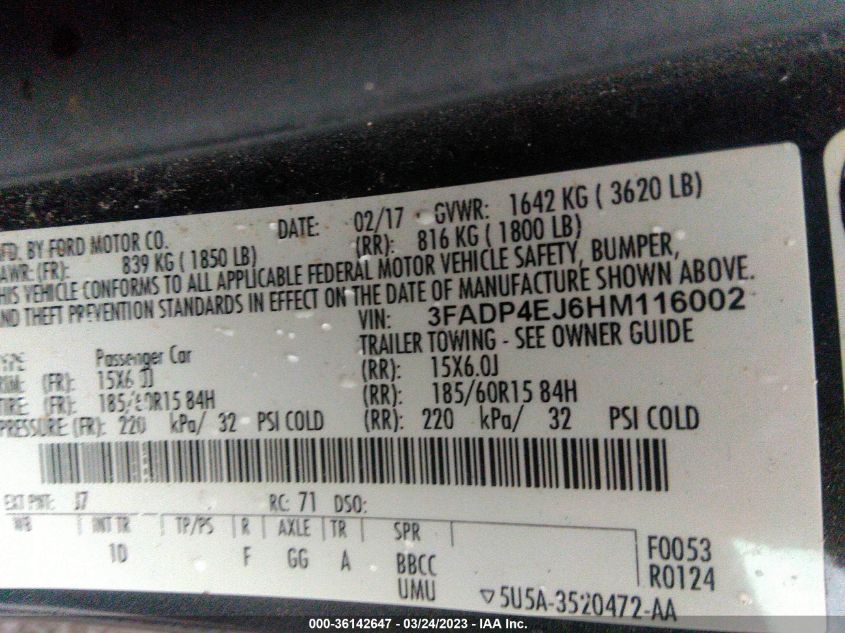 MFD. BY FORD MOTOR CO. DATE: 02/17 GVWR: 1642 KG ( 3620 LB)
GAWR: (FR): 839 KG ( 1850 LB) (RR): 816 KG ( 1800 LB)
THIS VEHICLE CONFORMS TO ALL APPLICABLE FEDERAL MOTOR VEHICLE SAFETY, BUMPER,
AND THEFT PREVENTION STANDARDS IN EFFECT ON THE DATE OF MANUFACTURE SHOWN ABOVE.
VIN: 3FADP4EJ6HM116002
TYPE Passenger Car TRAILER TOWING - SEE OWNER GUIDE
RIM: (FR): 15X6.0J (RR): 15X6.0J
TIRE: (FR): 185/60R15 84H (RR): 185/60R15 84H
PRESSURE: (FR): 220 kPa/ 32 PSI COLD (RR): 220 kPa/ 32 PSI COLD
EXT PNT: J7 RC: 71 DSO:
WB INT TR TP/PS R AXLE TR SPR
1D F GG A BBCC F0053
UMU R0124
▽5U5A-3520472-AA
000-36142647 - 03/24/2023 - IAA Inc.